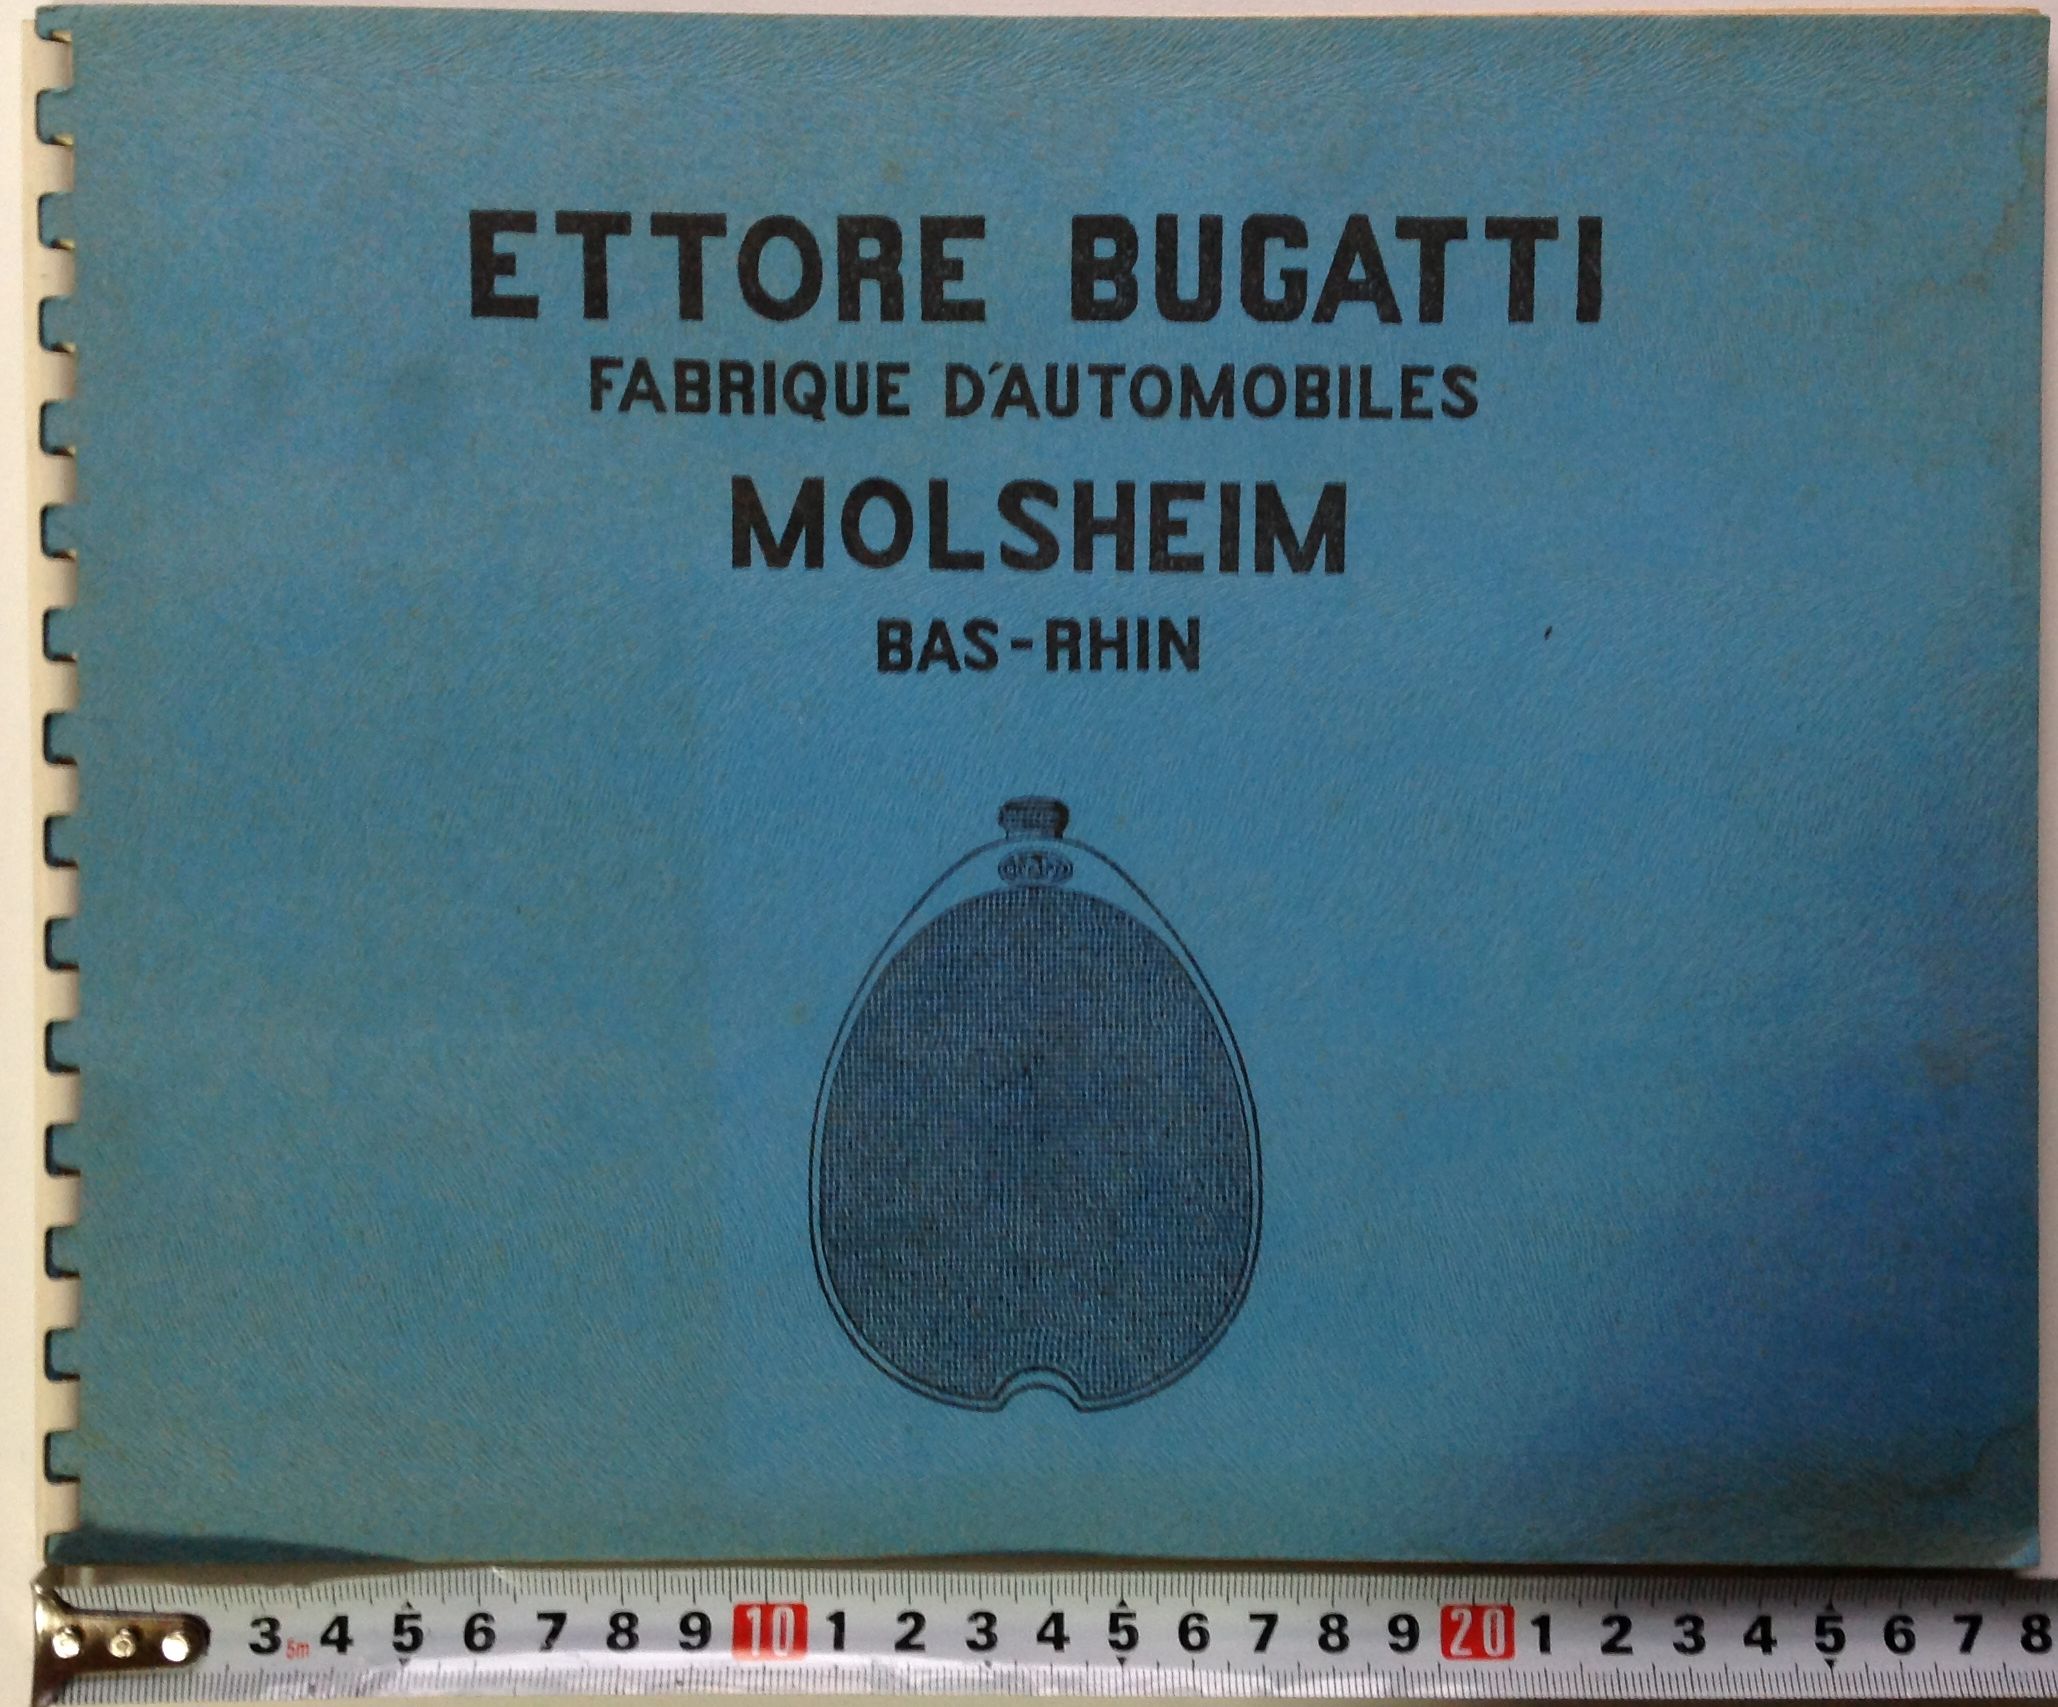 ETTORE BUGATTI
FABRIQUE D'AUTOMOBILES
MOLSHEIM
BAS-RHIN
3 5m 4 5 6 7 8 9 10 1 2 3 4 5 6 7 8 9 20 1 2 3 4 5 6 7 8